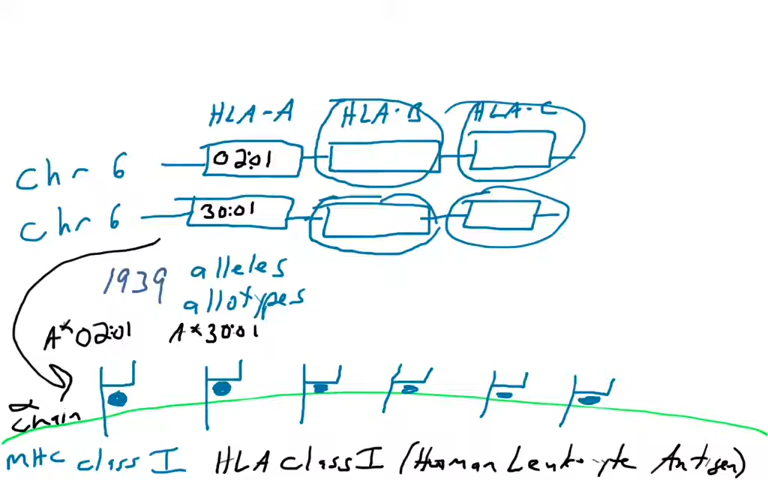 HLA-A HLA-B HLA-C
chr 6 02:01
chr 6 30:01
1939 alleles
allotypes
A*02:01 A*30:01
α
chain
MHC class I HLA class I (Human Leukocyte Antigen)